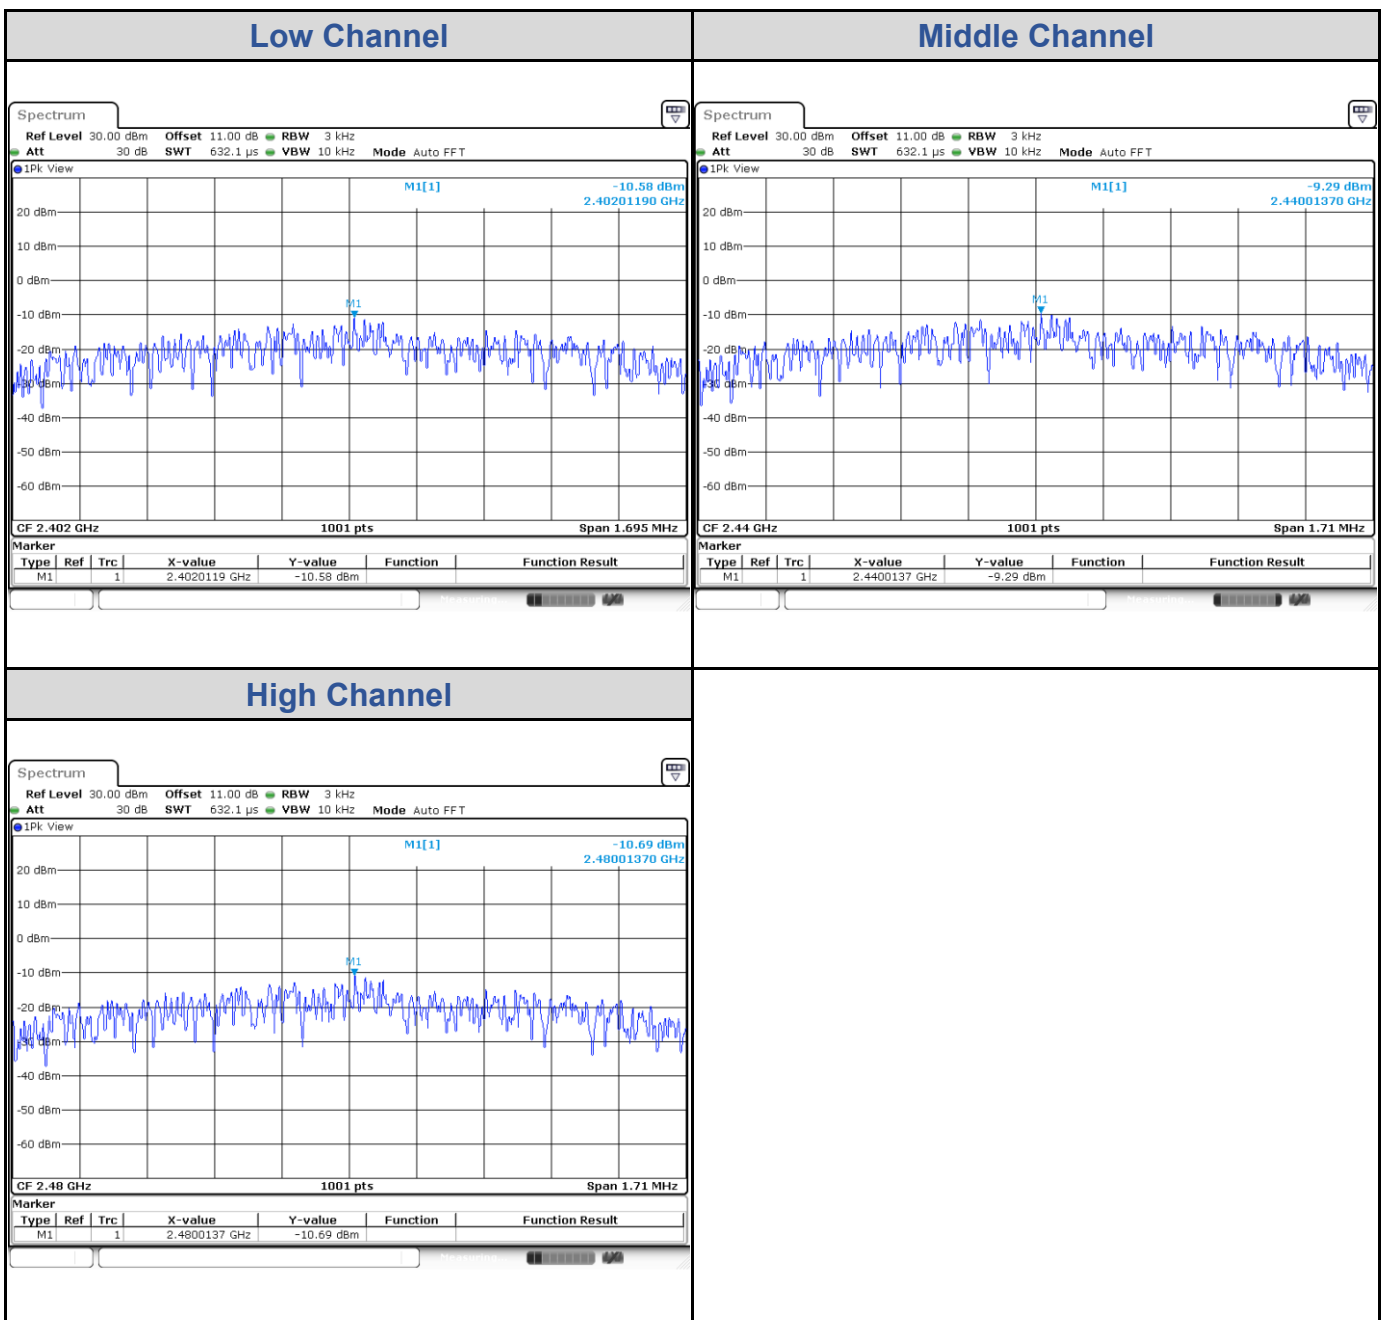 Low Channel
Spectrum
Ref Level 30.00 dBm Offset 11.00 dB RBW 3 kHz
Att 30 dB SWT 632.1 µs VBW 10 kHz Mode Auto FFT
1Pk View
M1[1] -10.58 dBm
2.40201190 GHz
20 dBm
10 dBm
0 dBm
M1
-10 dBm
-20 dBm
-30 dBm
-40 dBm
-50 dBm
-60 dBm
CF 2.402 GHz 1001 pts Span 1.695 MHz
Marker
Type Ref Trc X-value Y-value Function Function Result
M1 1 2.4020119 GHz -10.58 dBm
Measuring...
Middle Channel
Spectrum
Ref Level 30.00 dBm Offset 11.00 dB RBW 3 kHz
Att 30 dB SWT 632.1 µs VBW 10 kHz Mode Auto FFT
1Pk View
M1[1] -9.29 dBm
2.44001370 GHz
20 dBm
10 dBm
0 dBm
M1
-10 dBm
-20 dBm
-30 dBm
-40 dBm
-50 dBm
-60 dBm
CF 2.44 GHz 1001 pts Span 1.71 MHz
Marker
Type Ref Trc X-value Y-value Function Function Result
M1 1 2.4400137 GHz -9.29 dBm
Measuring...
High Channel
Spectrum
Ref Level 30.00 dBm Offset 11.00 dB RBW 3 kHz
Att 30 dB SWT 632.1 µs VBW 10 kHz Mode Auto FFT
1Pk View
M1[1] -10.69 dBm
2.48001370 GHz
20 dBm
10 dBm
0 dBm
M1
-10 dBm
-20 dBm
-30 dBm
-40 dBm
-50 dBm
-60 dBm
CF 2.48 GHz 1001 pts Span 1.71 MHz
Marker
Type Ref Trc X-value Y-value Function Function Result
M1 1 2.4800137 GHz -10.69 dBm
Measuring...